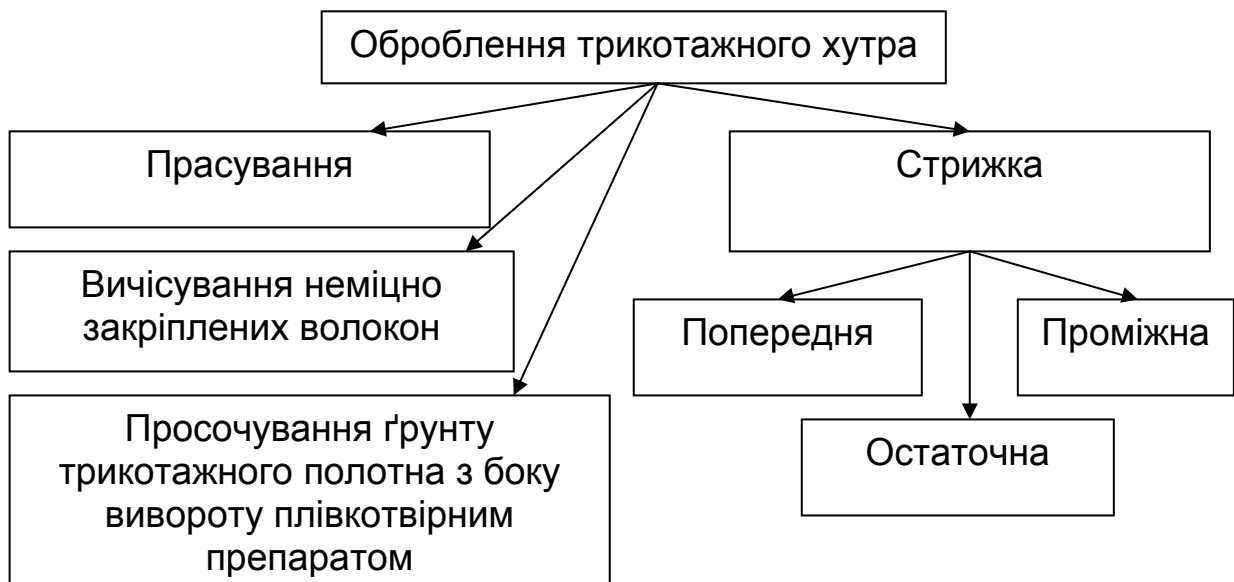 Оброблення трикотажного хутра
Прасування
Стрижка
Вичісування неміцно
закріплених волокон
Попередня
Проміжна
Остаточна
Просочування ґрунту
трикотажного полотна з боку
вивороту плівкотвірним
препаратом